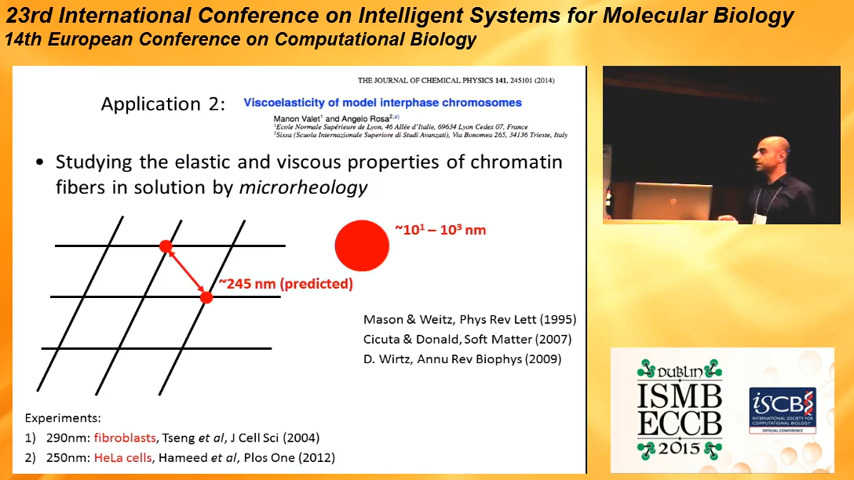 23rd International Conference on Intelligent Systems for Molecular Biology
14th European Conference on Computational Biology
THE JOURNAL OF CHEMICAL PHYSICS 141, 245101 (2014)
Application 2:
Viscoelasticity of model interphase chromosomes
Manon Valet¹ and Angelo Rosa²,ᵃ⁾
¹Ecole Normale Supérieure de Lyon, 46 Allée d'Italie, 69634 Lyon Cedex 07, France
²Sissa (Scuola Internazionale Superiore di Studi Avanzati), Via Bonomea 265, 34136 Trieste, Italy
• Studying the elastic and viscous properties of chromatin
fibers in solution by microrheology
~10¹ – 10³ nm
~245 nm (predicted)
Mason & Weitz, Phys Rev Lett (1995)
Cicuta & Donald, Soft Matter (2007)
D. Wirtz, Annu Rev Biophys (2009)
Experiments:
1) 290nm: fibroblasts, Tseng et al, J Cell Sci (2004)
2) 250nm: HeLa cells, Hameed et al, Plos One (2012)
DUBLIN
ISMB
ECCB
2015
iSCB
INTERNATIONAL SOCIETY FOR
COMPUTATIONAL BIOLOGY
OFFICIAL CONFERENCE